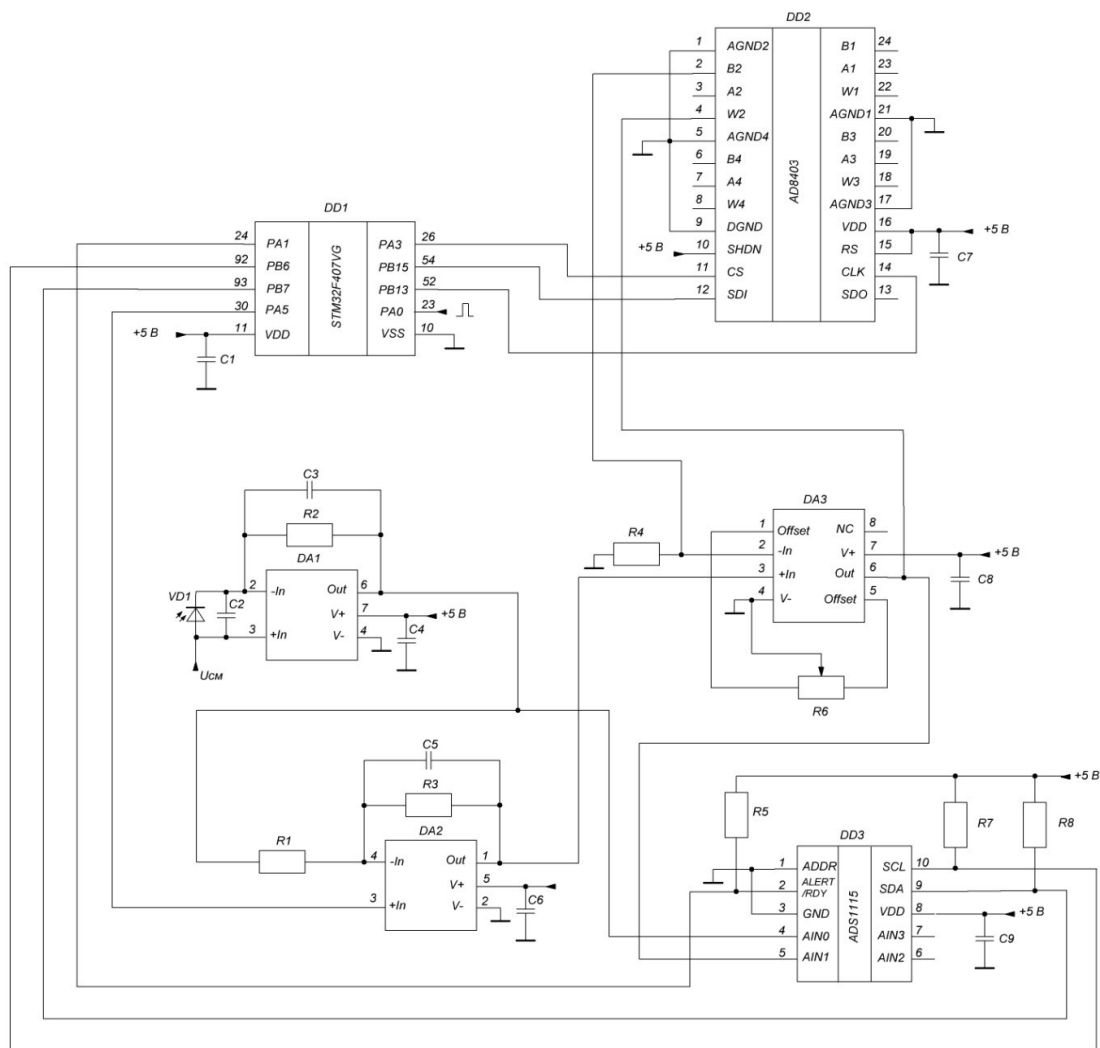 DD2
AD8403
1 AGND2
2 B2
3 A2
4 W2
5 AGND4
6 B4
7 A4
8 W4
9 DGND
+5 В 10 SHDN
11 CS
12 SDI
B1 24
A1 23
W1 22
AGND1 21
B3 20
A3 19
W3 18
AGND3 17
VDD 16 +5 В
RS 15
C7
CLK 14
SDO 13
DD1
STM32F407VG
24 PA1
92 PB6
93 PB7
30 PA5
+5 В 11 VDD
C1
PA3 26
PB15 54
PB13 52
PA0 23
VSS 10
C3
R2
DA1
VD1
C2
2 -In
3 +In
Out 6
V+ 7 +5 В
V- 4
C4
Uсм
R4
DA3
1 Offset
2 -In
3 +In
4 V-
NC 8
V+ 7 +5 В
Out 6
Offset 5
C8
R6
C5
R3
DA2
R1
4 -In
3 +In
Out 1
V+ 5
V- 2
C6
+5 В
R5
R7
R8
DD3
ADS1115
1 ADDR
2 ALERT
/RDY
3 GND
4 AIN0
5 AIN1
SCL 10
SDA 9
VDD 8 +5 В
AIN3 7
AIN2 6
C9